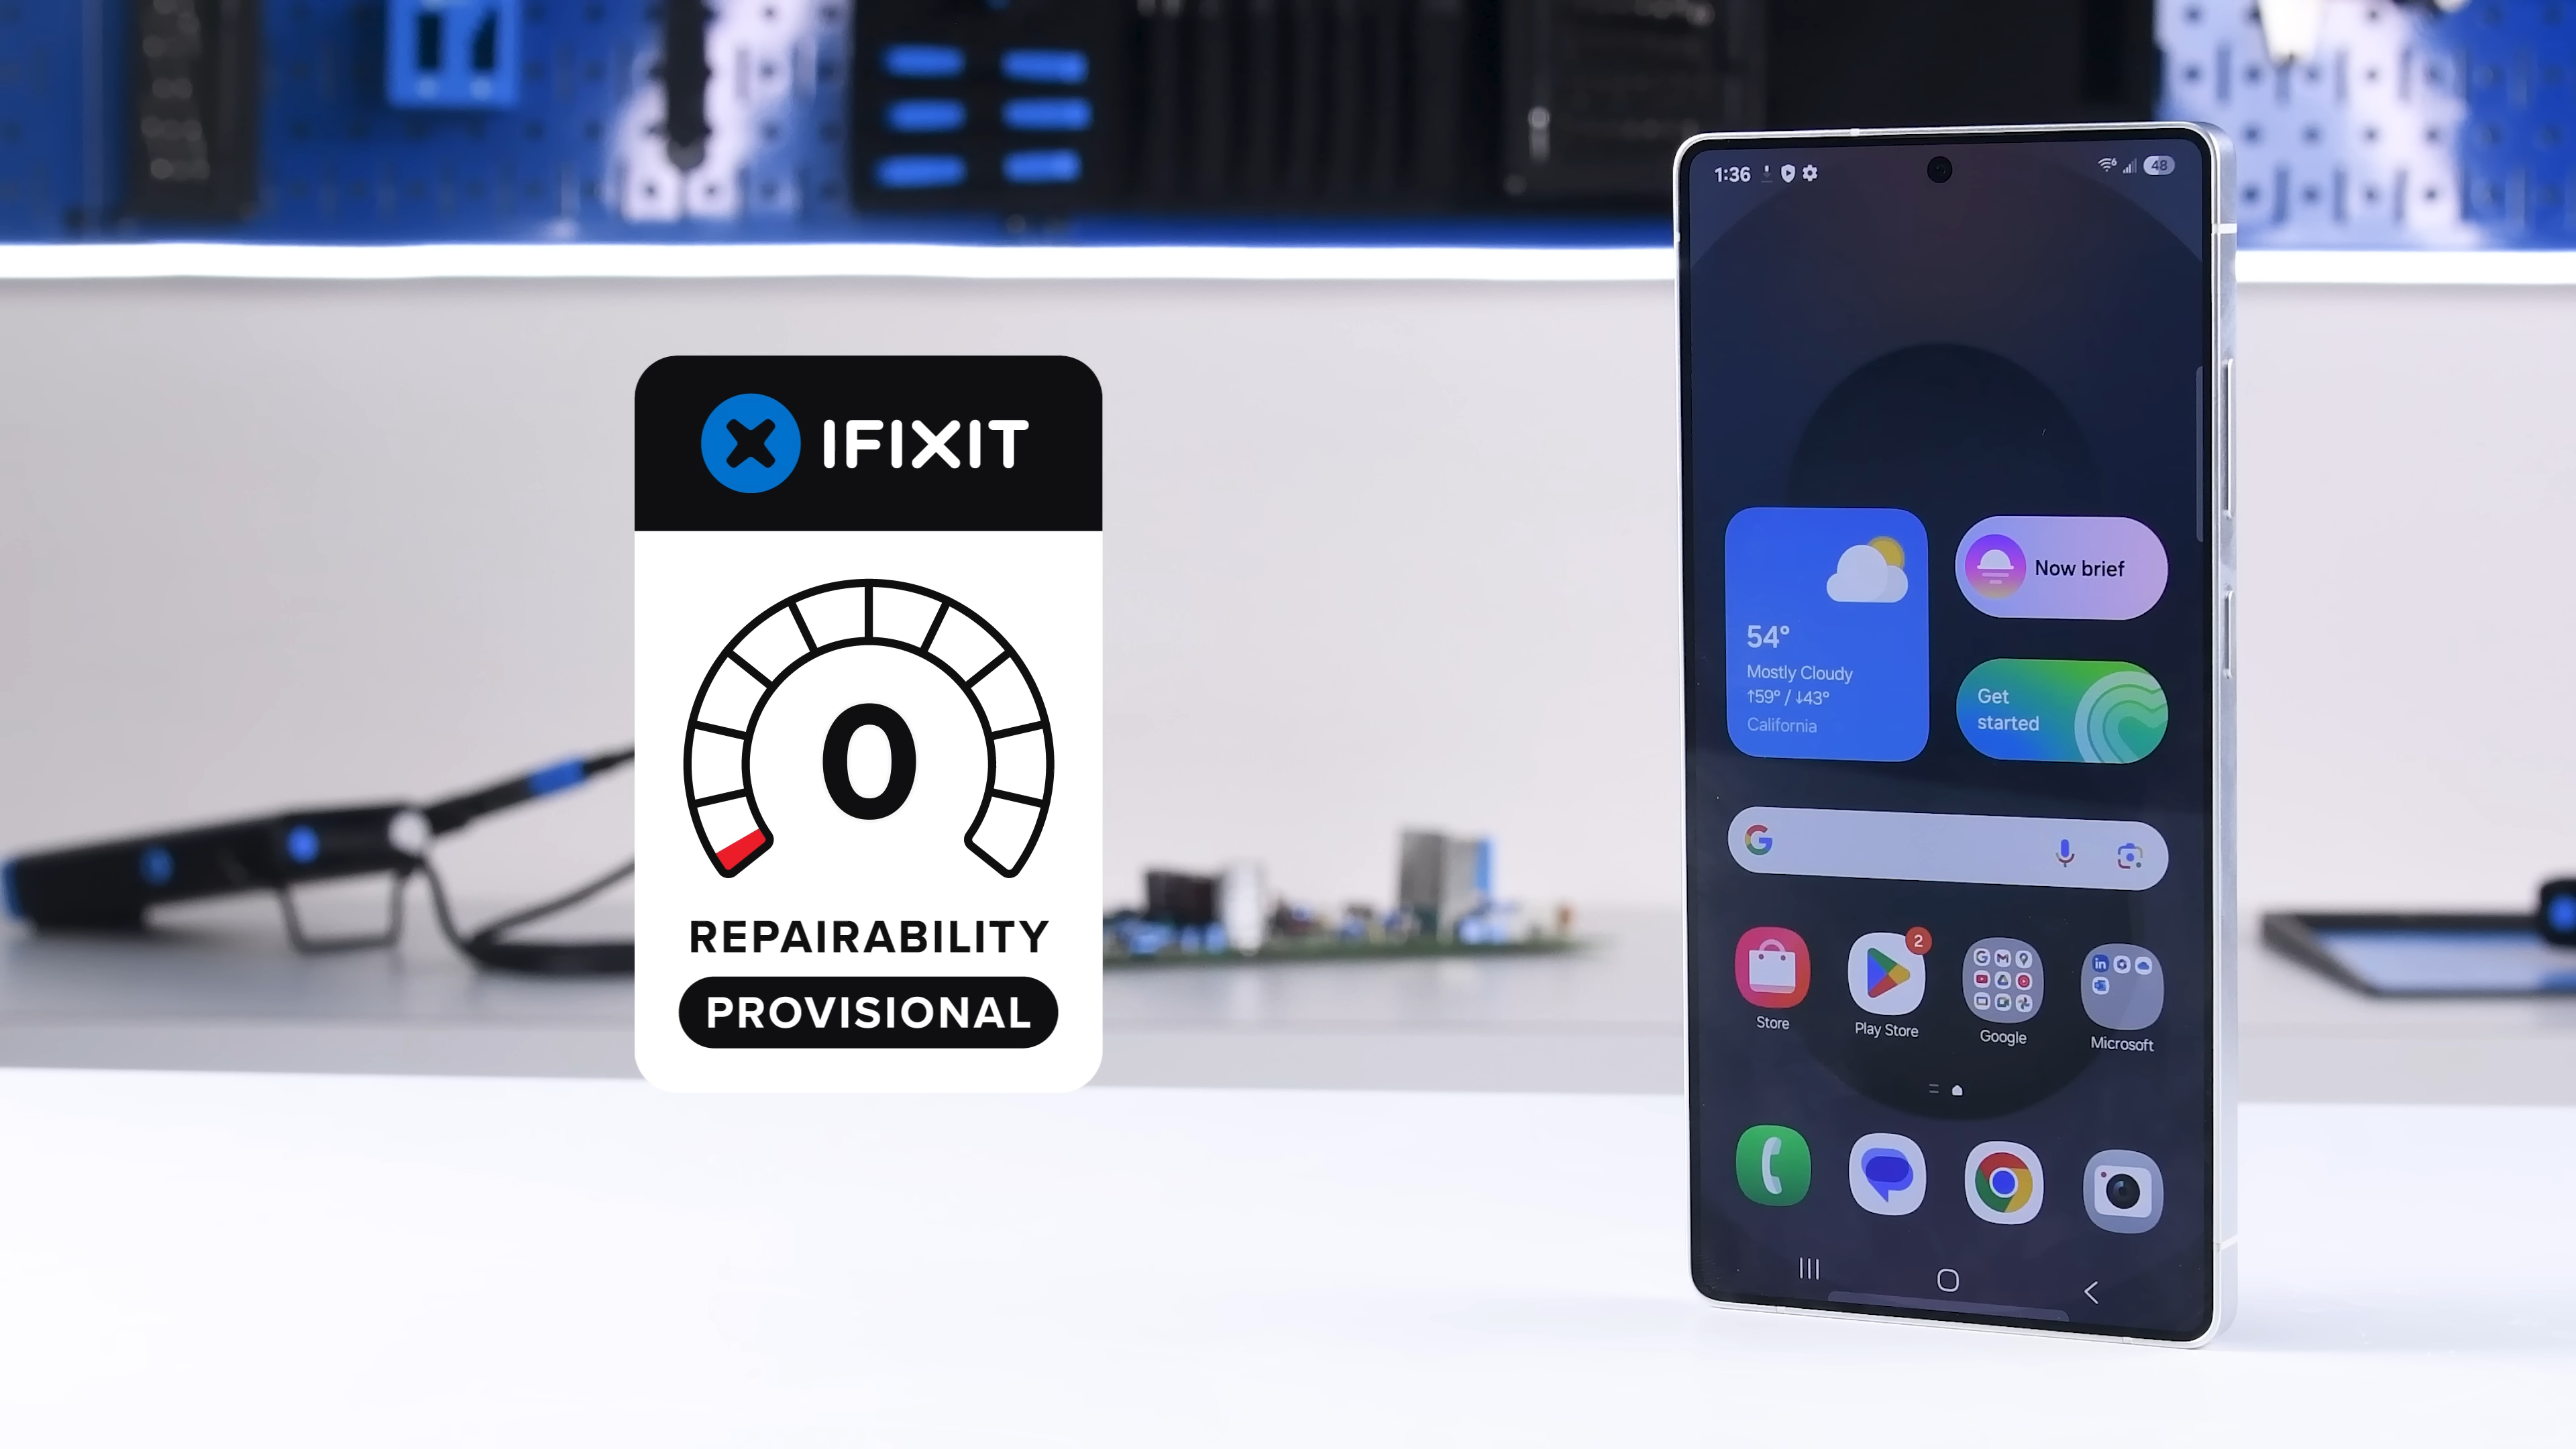 IFIXIT
0
REPAIRABILITY
PROVISIONAL
1:36
48
54°
Mostly Cloudy
↑59° / ↓43°
California
Now brief
Get
started
2
Store
Play Store
Google
Microsoft
in